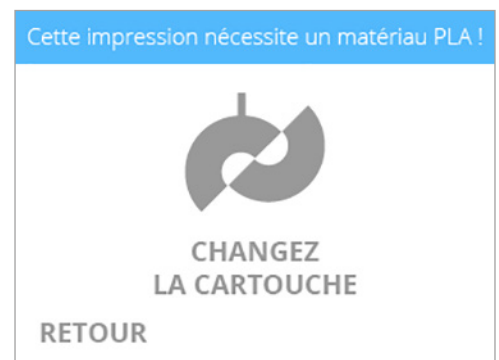 Cette impression nécessite un matériau PLA !
CHANGEZ
LA CARTOUCHE
RETOUR